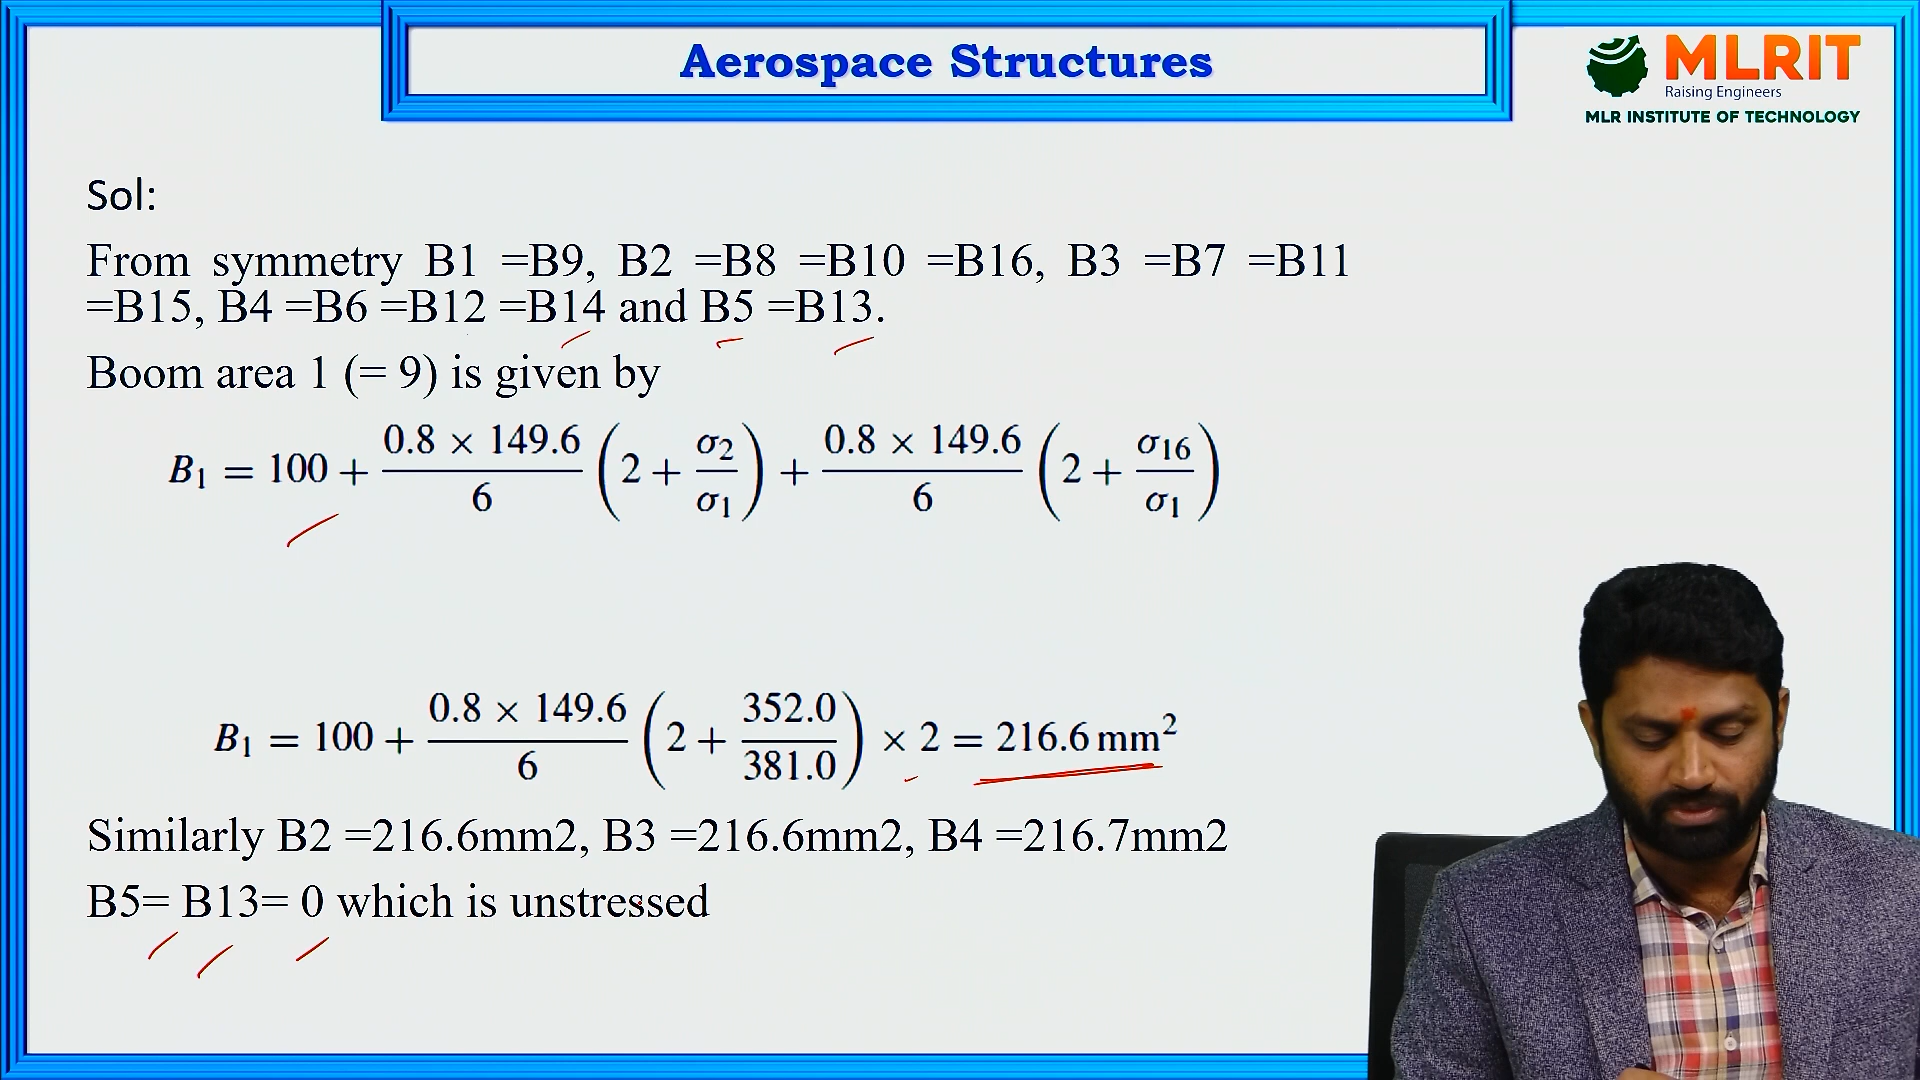 Aerospace Structures
MLRIT
Raising Engineers
MLR INSTITUTE OF TECHNOLOGY
Sol:
From symmetry B1 =B9, B2 =B8 =B10 =B16, B3 =B7 =B11
=B15, B4 =B6 =B12 =B14 and B5 =B13.
Boom area 1 (= 9) is given by
B₁ = 100 + (0.8 × 149.6)/6 (2 + σ₂/σ₁) + (0.8 × 149.6)/6 (2 + σ₁₆/σ₁)
B₁ = 100 + (0.8 × 149.6)/6 (2 + 352.0/381.0) × 2 = 216.6 mm²
Similarly B2 =216.6mm2, B3 =216.6mm2, B4 =216.7mm2
B5= B13= 0 which is unstressed